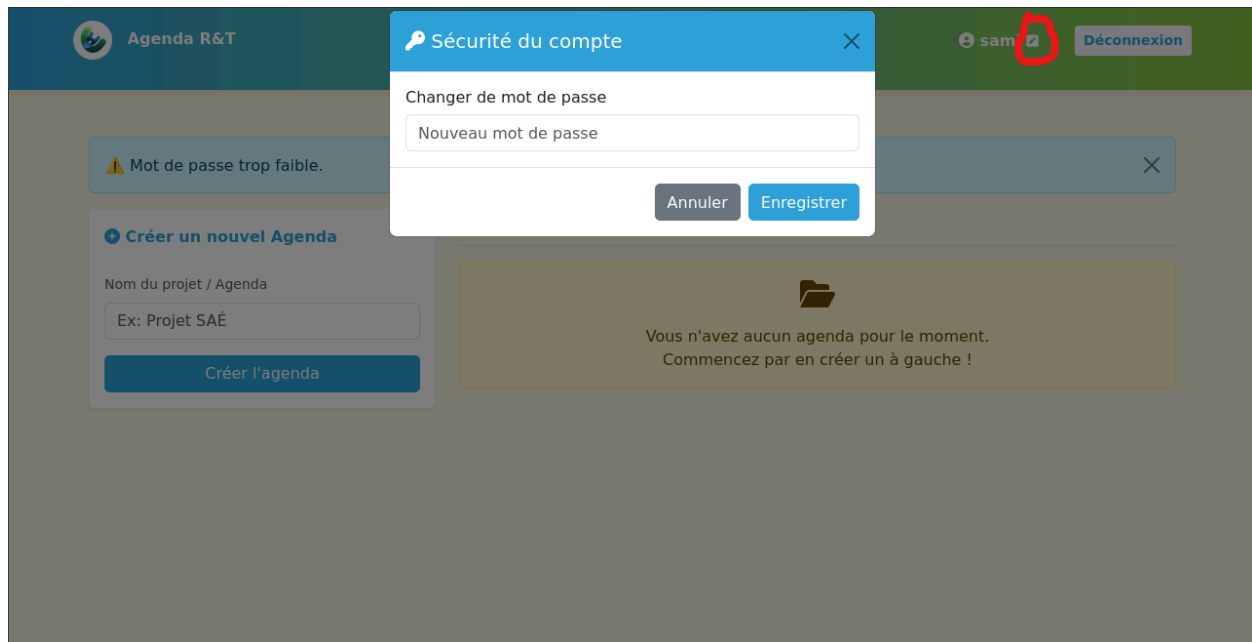 Agenda R&T
Sécurité du compte
sam
Déconnexion
Changer de mot de passe
Nouveau mot de passe
⚠️ Mot de passe trop faible.
Annuler
Enregistrer
Créer un nouvel Agenda
Nom du projet / Agenda
Ex: Projet SAÉ
Créer l'agenda
Vous n'avez aucun agenda pour le moment.
Commencez par en créer un à gauche !